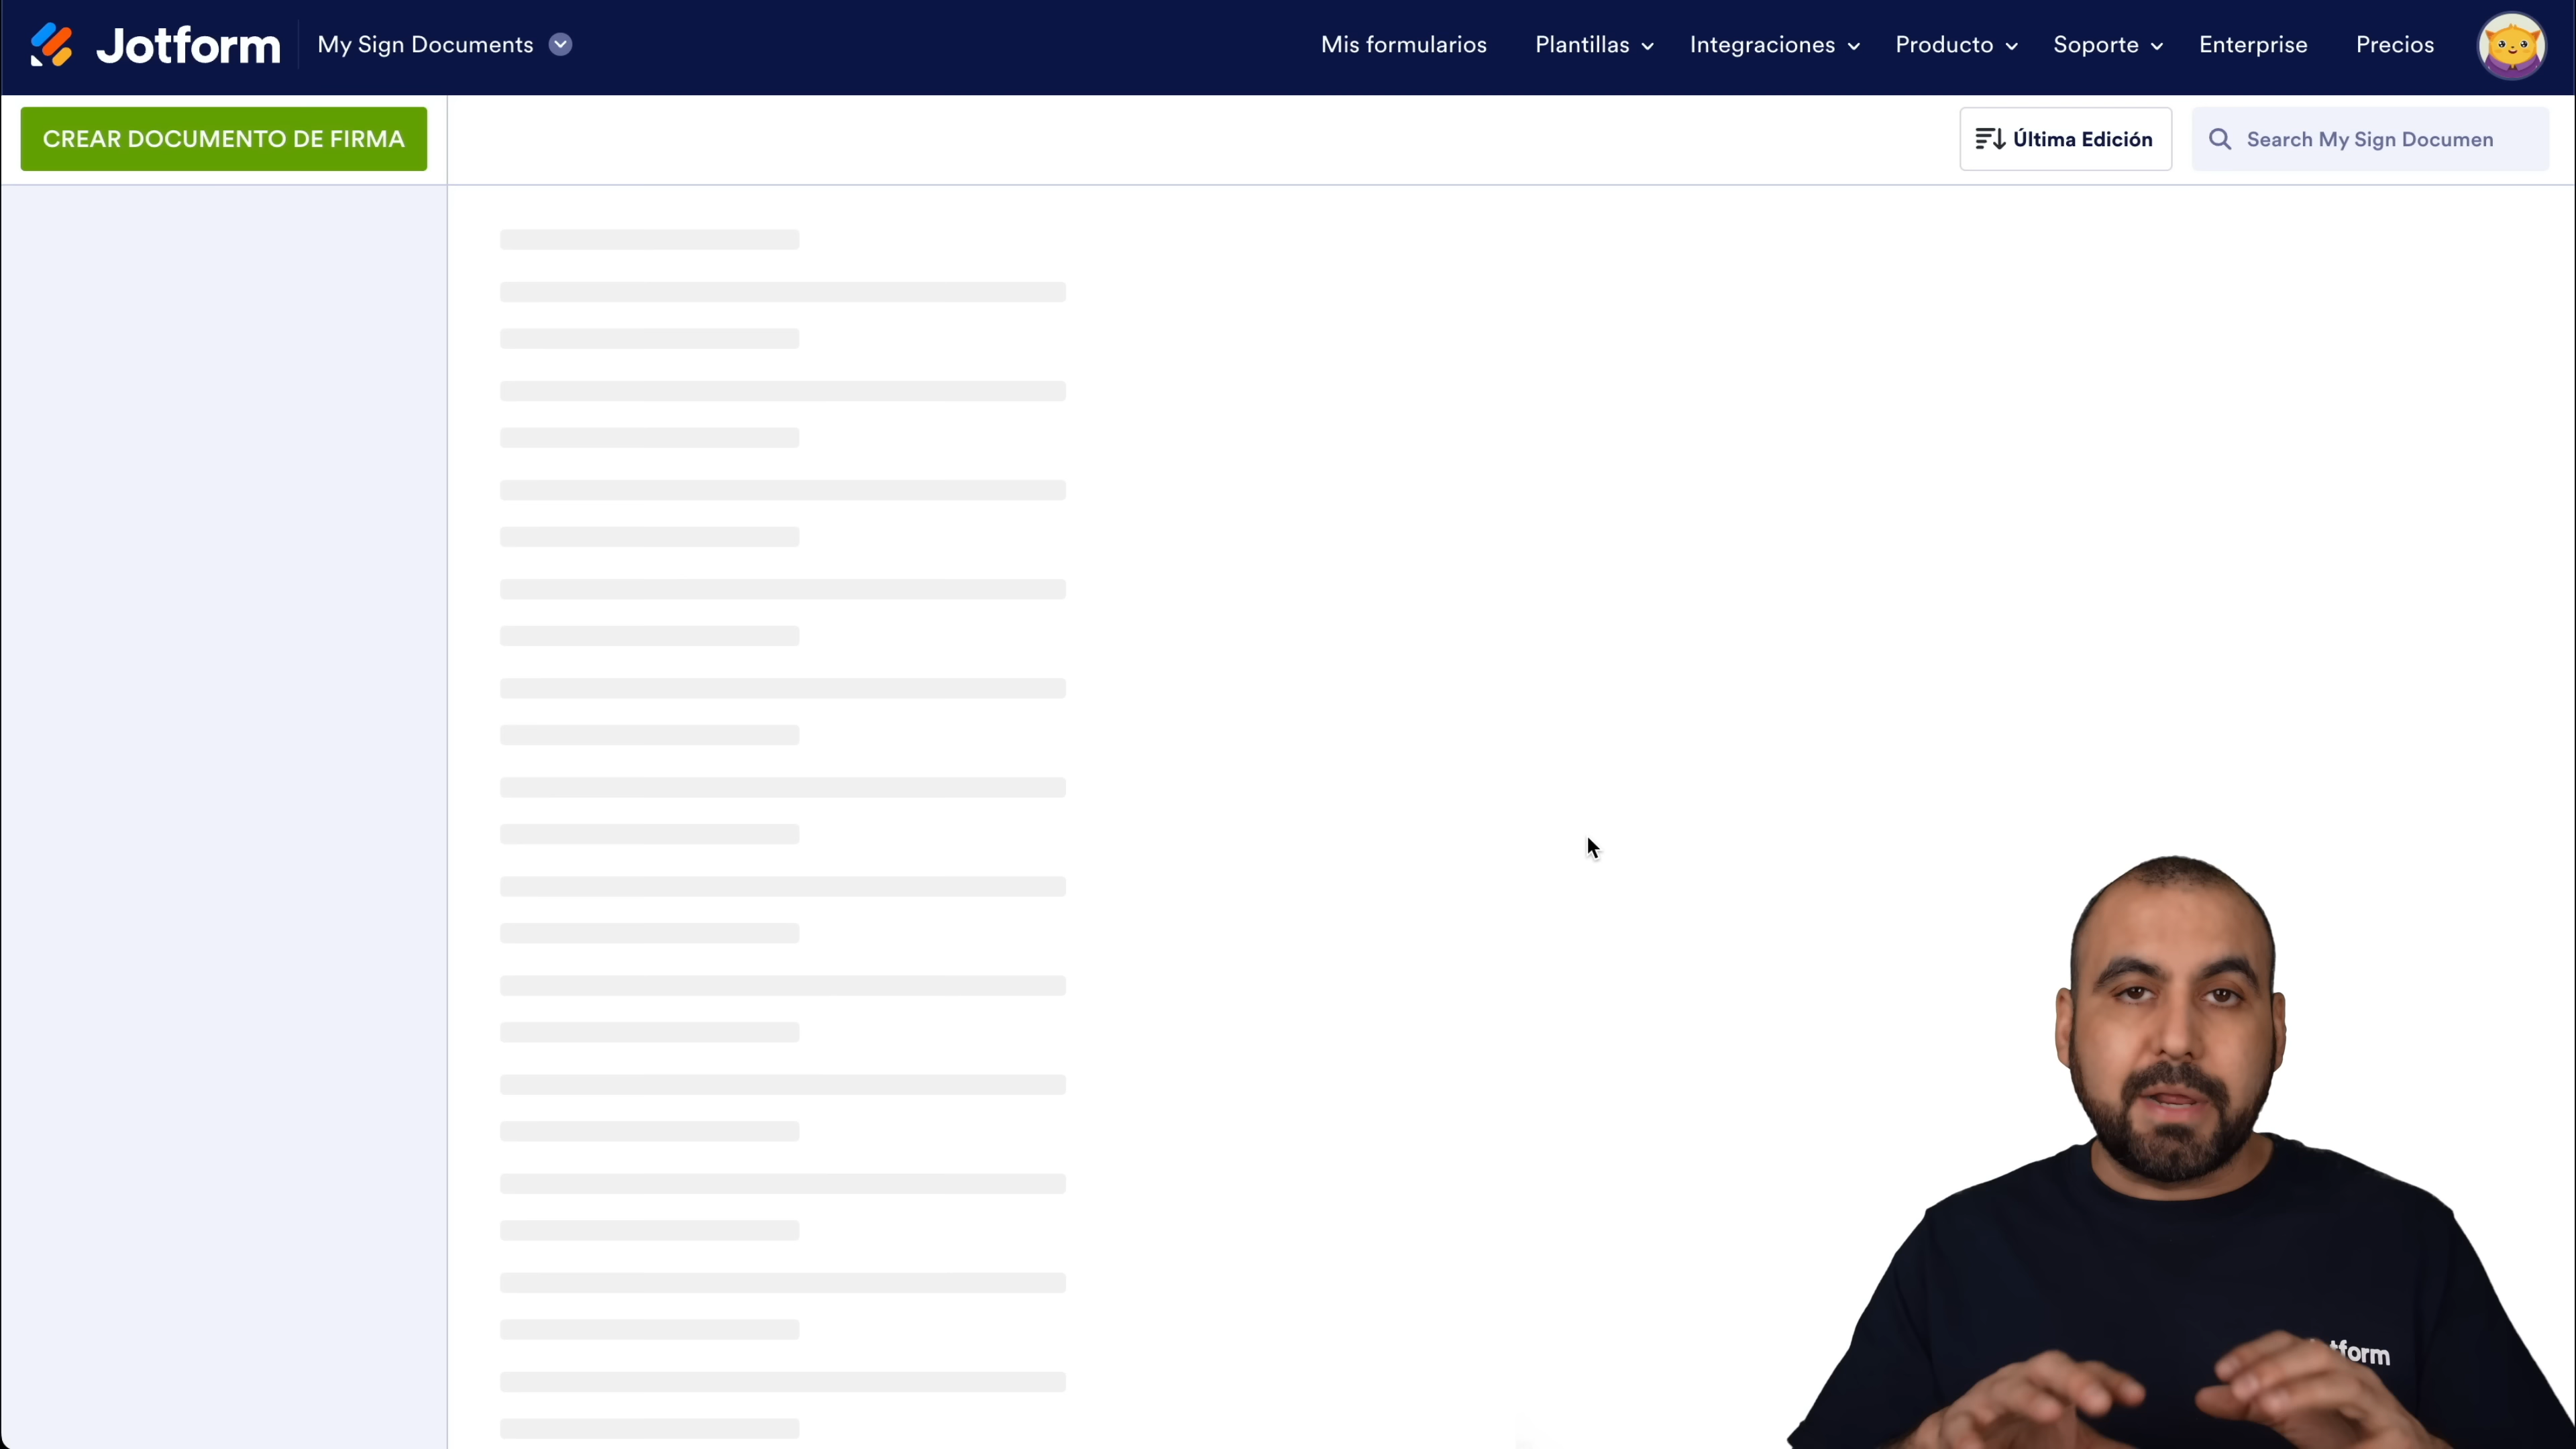 Jotform
My Sign Documents
Mis formularios
Plantillas
Integraciones
Producto
Soporte
Enterprise
Precios
CREAR DOCUMENTO DE FIRMA
Última Edición
Search My Sign Documen
tform